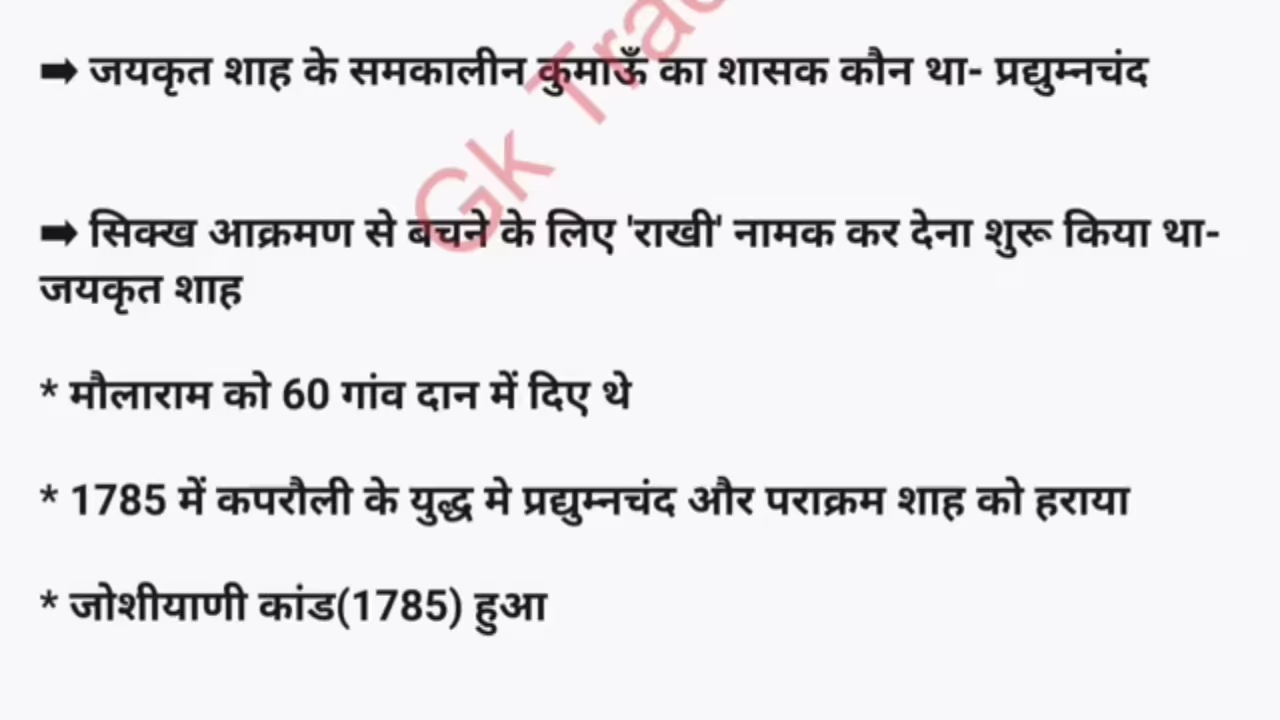 ➡ जयकृत शाह के समकालीन कुमाऊँ का शासक कौन था- प्रद्युम्नचंद
➡ सिक्ख आक्रमण से बचने के लिए 'राखी' नामक कर देना शुरू किया था-
जयकृत शाह
* मौलाराम को 60 गांव दान में दिए थे
* 1785 में कपरौली के युद्ध मे प्रद्युम्नचंद और पराक्रम शाह को हराया
* जोशीयाणी कांड(1785) हुआ
Gk